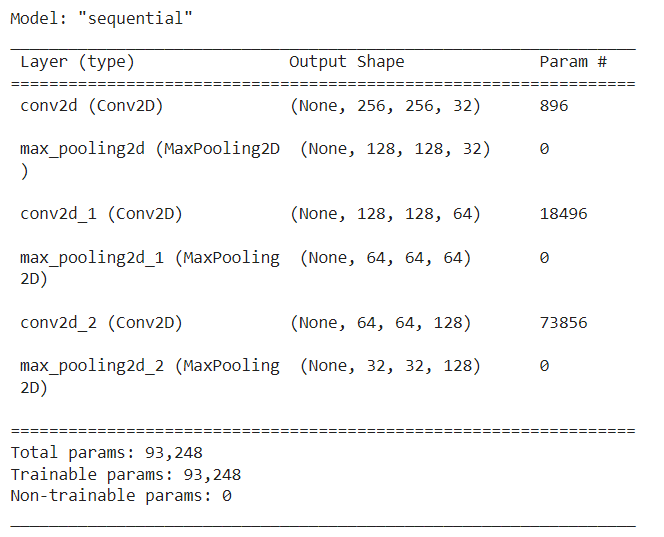 Model: "sequential"
_________________________________________________________________
Layer (type) Output Shape Param #
=================================================================
conv2d (Conv2D) (None, 256, 256, 32) 896
max_pooling2d (MaxPooling2D (None, 128, 128, 32) 0
)
conv2d_1 (Conv2D) (None, 128, 128, 64) 18496
max_pooling2d_1 (MaxPooling (None, 64, 64, 64) 0
2D)
conv2d_2 (Conv2D) (None, 64, 64, 128) 73856
max_pooling2d_2 (MaxPooling (None, 32, 32, 128) 0
2D)
=================================================================
Total params: 93,248
Trainable params: 93,248
Non-trainable params: 0
_________________________________________________________________